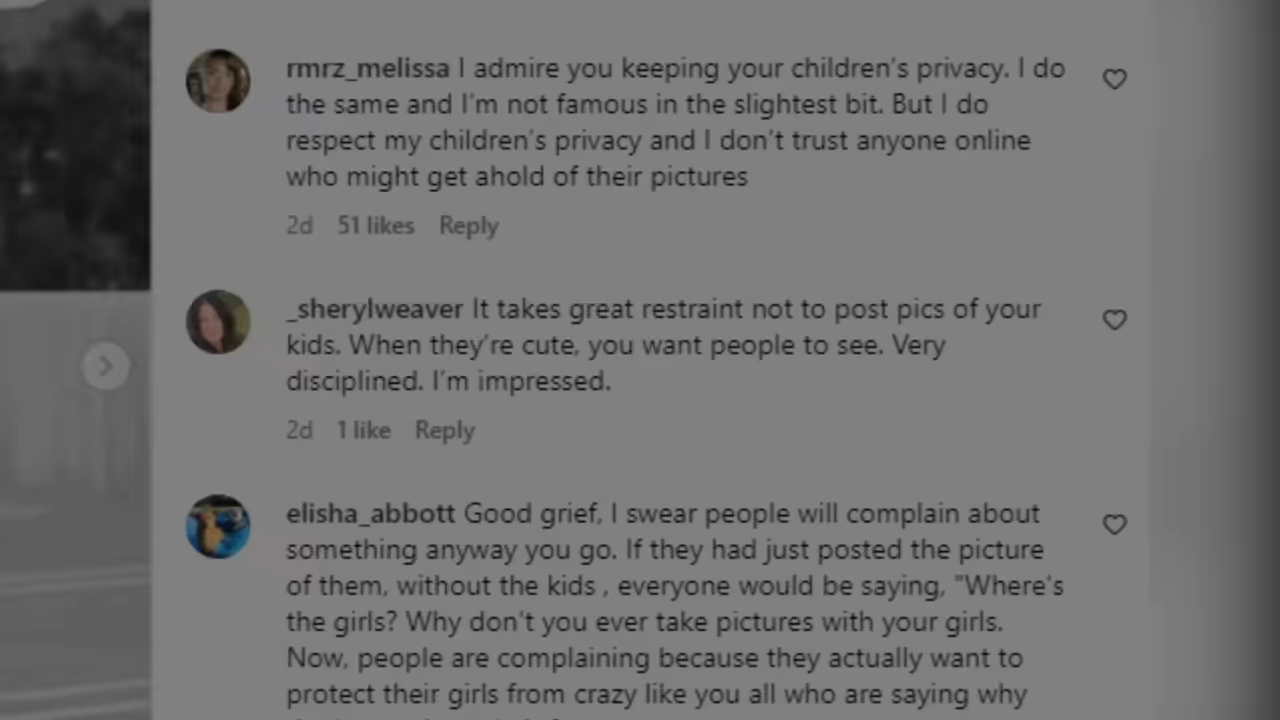 rmrz_melissa I admire you keeping your children's privacy. I do
the same and I'm not famous in the slightest bit. But I do
respect my children's privacy and I don't trust anyone online
who might get ahold of their pictures
2d 51 likes Reply
_sherylweaver It takes great restraint not to post pics of your
kids. When they're cute, you want people to see. Very
disciplined. I'm impressed.
2d 1 like Reply
elisha_abbott Good grief, I swear people will complain about
something anyway you go. If they had just posted the picture
of them, without the kids , everyone would be saying, "Where's
the girls? Why don't you ever take pictures with your girls.
Now, people are complaining because they actually want to
protect their girls from crazy like you all who are saying why